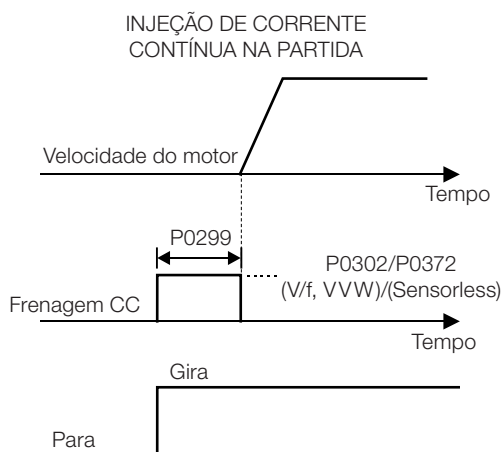 INJEÇÃO DE CORRENTE
CONTÍNUA NA PARTIDA
Velocidade do motor
Tempo
P0299
P0302/P0372
(V/f, VVW)/(Sensorless)
Frenagem CC
Tempo
Gira
Para